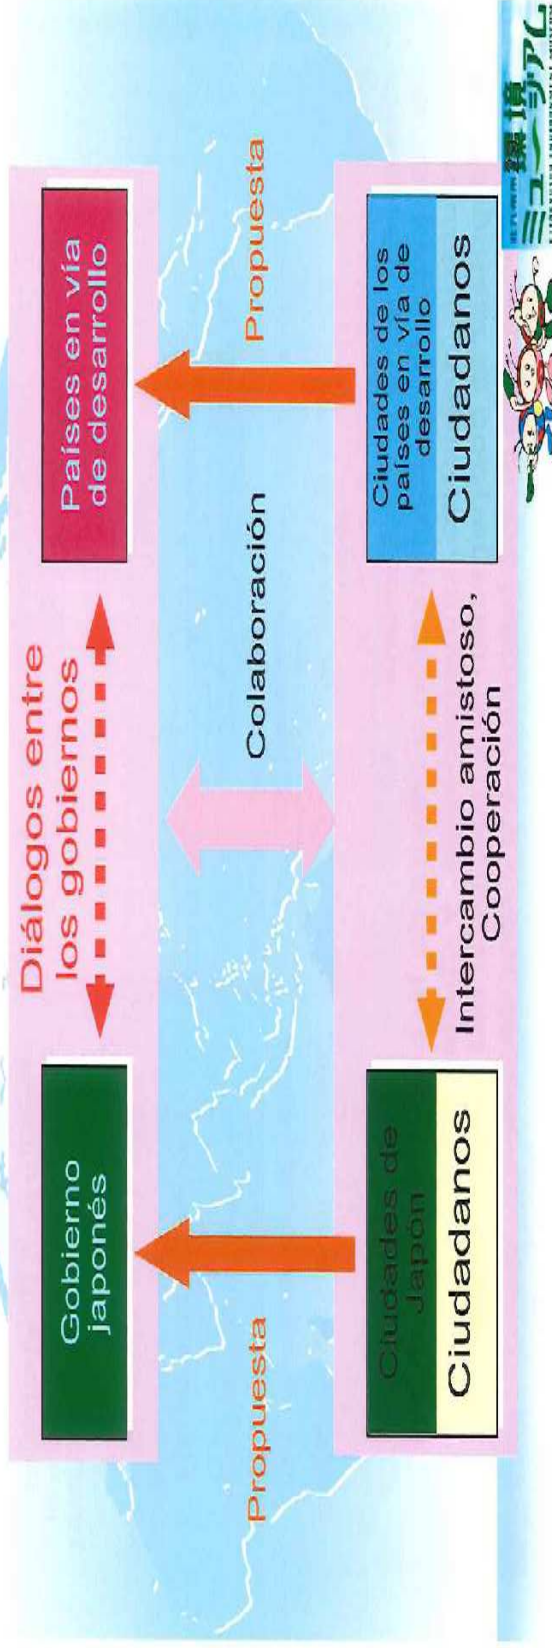 Gobierno
japonés
Diálogos entre
los gobiernos
Países en vía
de desarrollo
Propuesta
Colaboración
Propuesta
Ciudades de
Japón
Ciudadanos
Intercambio amistoso,
Cooperación
Ciudades de los
países en vía de
desarrollo
Ciudadanos
環境
ミュージアム